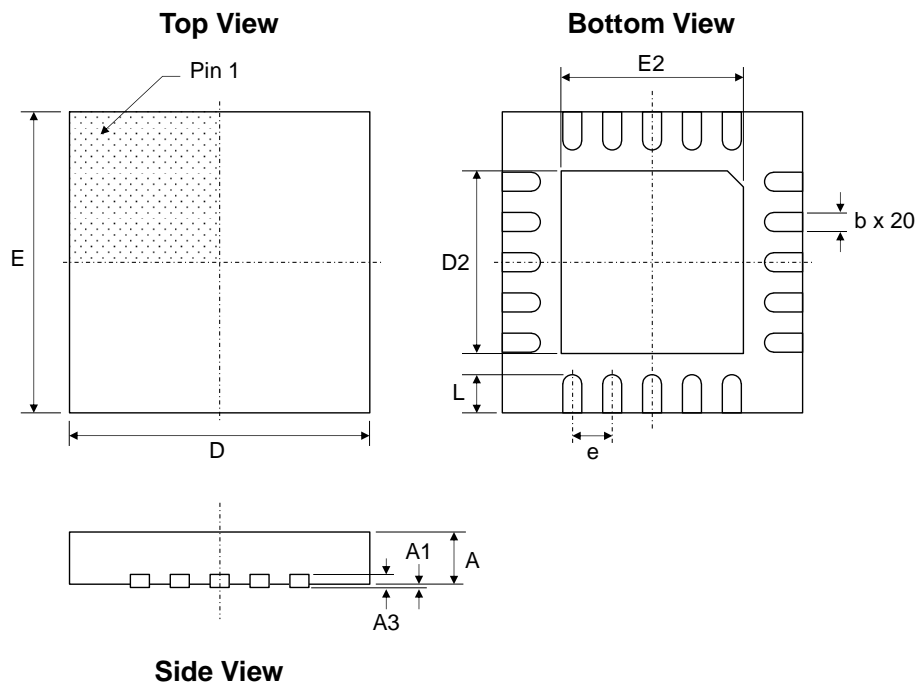 Top View
Bottom View
Pin 1
E2
E
D2
b x 20
L
D
e
A1
A
A3
Side View